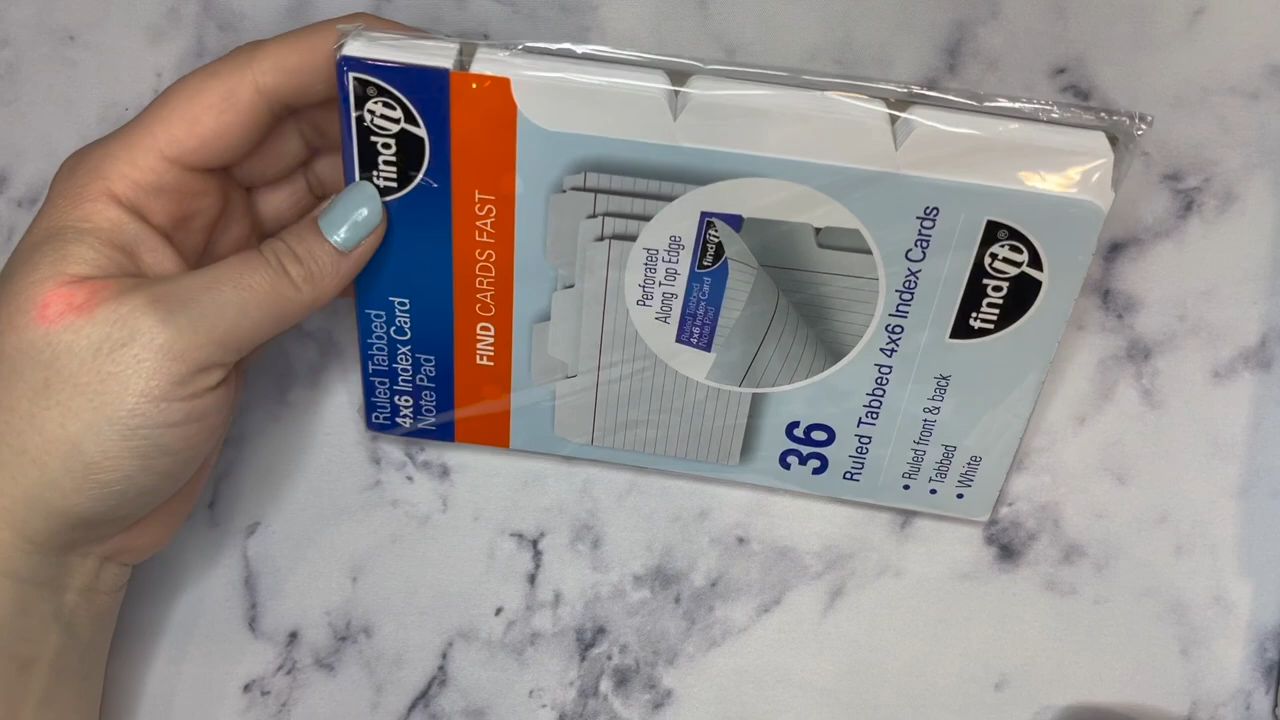 find it®
Ruled Tabbed
4x6 Index Card
Note Pad
FIND CARDS FAST
Perforated
Along Top Edge
find it
Ruled Tabbed
4x6 Index Card
Note Pad
36
Ruled Tabbed 4x6 Index Cards
• Ruled front & back
• Tabbed
• White
find it®